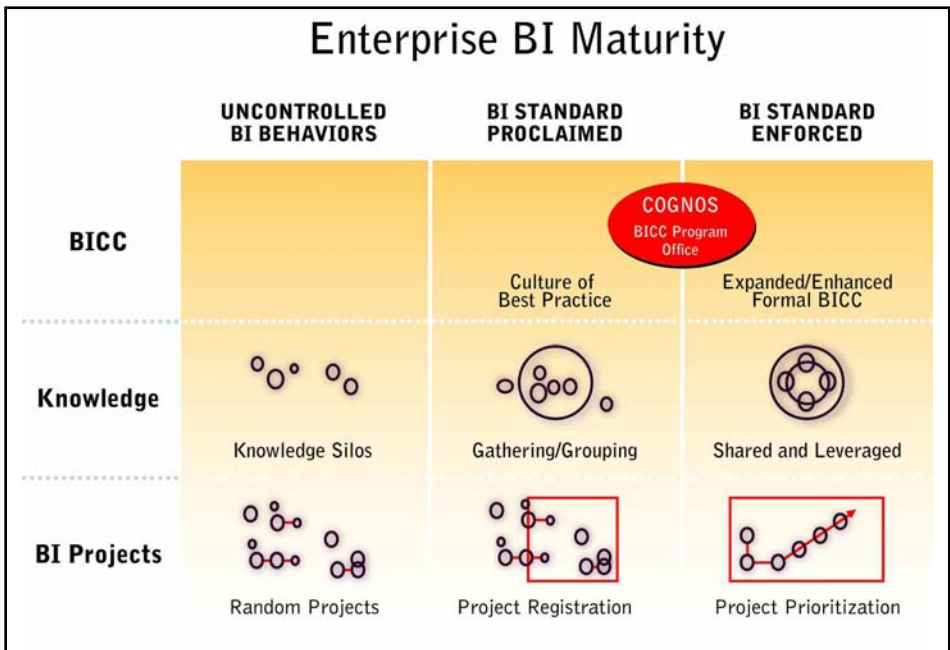 Enterprise BI Maturity
UNCONTROLLED
BI BEHAVIORS
BI STANDARD
PROCLAIMED
BI STANDARD
ENFORCED
BICC
COGNOS
BICC Program
Office
Culture of
Best Practice
Expanded/Enhanced
Formal BICC
Knowledge
Knowledge Silos
Gathering/Grouping
Shared and Leveraged
BI Projects
Random Projects
Project Registration
Project Prioritization